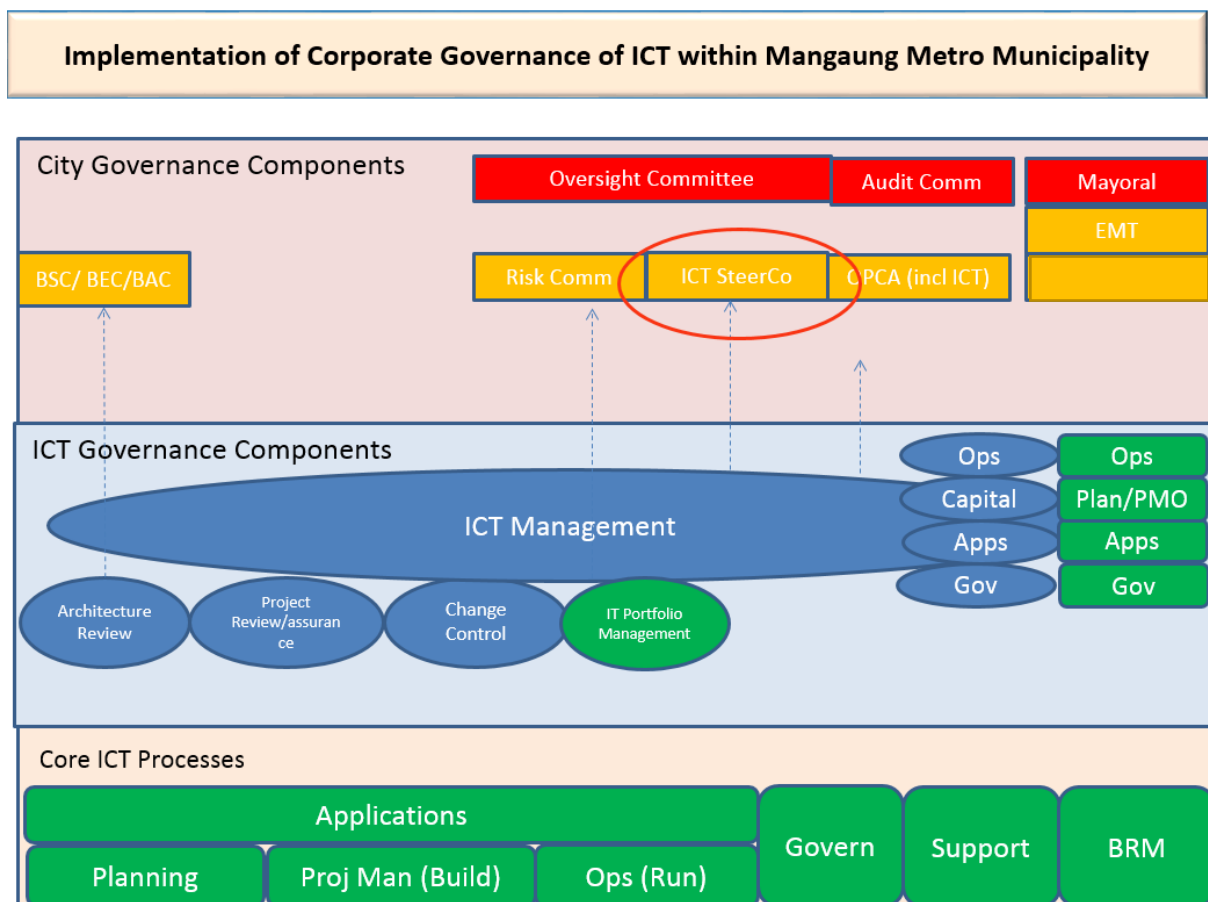 Implementation of Corporate Governance of ICT within Mangaung Metro Municipality
City Governance Components
Oversight Committee
Audit Comm
Mayoral
EMT
BSC/ BEC/BAC
Risk Comm
ICT SteerCo
OPCA (incl ICT)
ICT Governance Components
Ops
Ops
Capital
Plan/PMO
ICT Management
Apps
Apps
Gov
Gov
Architecture
Review
Project
Review/assuran
ce
Change
Control
IT Portfolio
Management
Core ICT Processes
Applications
Planning
Proj Man (Build)
Ops (Run)
Govern
Support
BRM